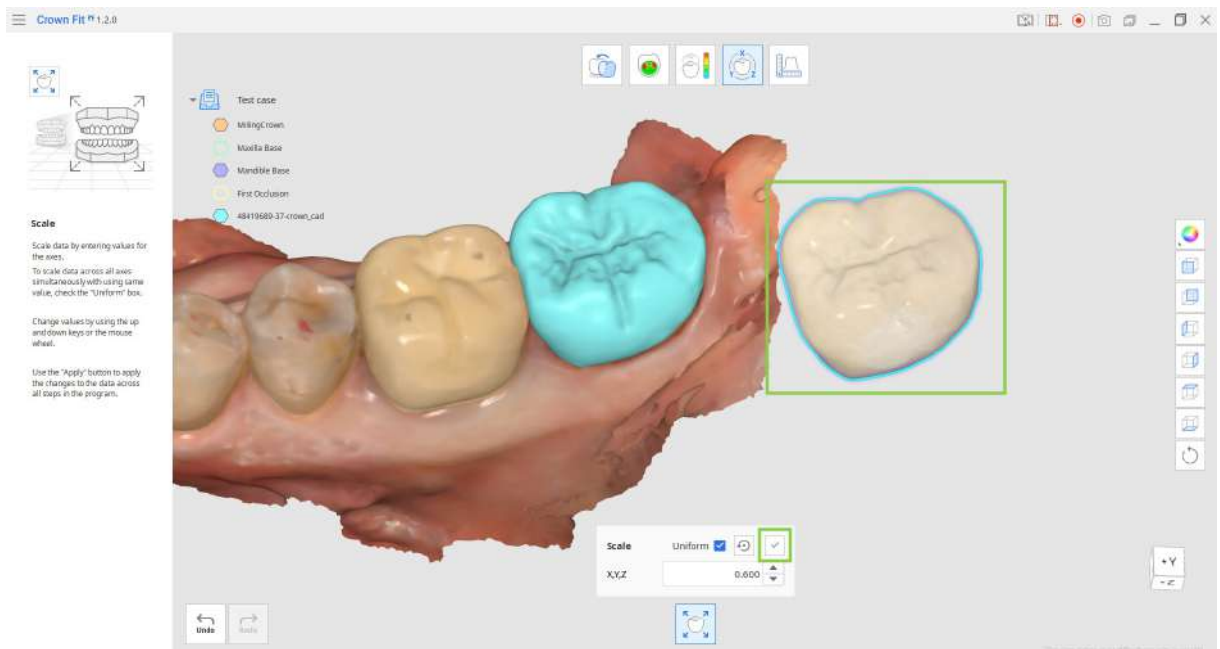 Crown Fit 1.2.0
Test case
MillingCrown
Maxilla Base
Mandible Base
First Occlusion
48419689-37-crown_cad
Scale
Scale data by entering values for
the axes.
To scale data across all axes
simultaneously with using same
value, check the "Uniform" box.
Change values by using the up
and down keys or the mouse
wheel.
Use the "Apply" button to apply
the changes to the data across
all steps in the program.
X
Y
Z
Scale
Uniform
X,Y,Z
0.600
Undo
Redo
+Y
-Z